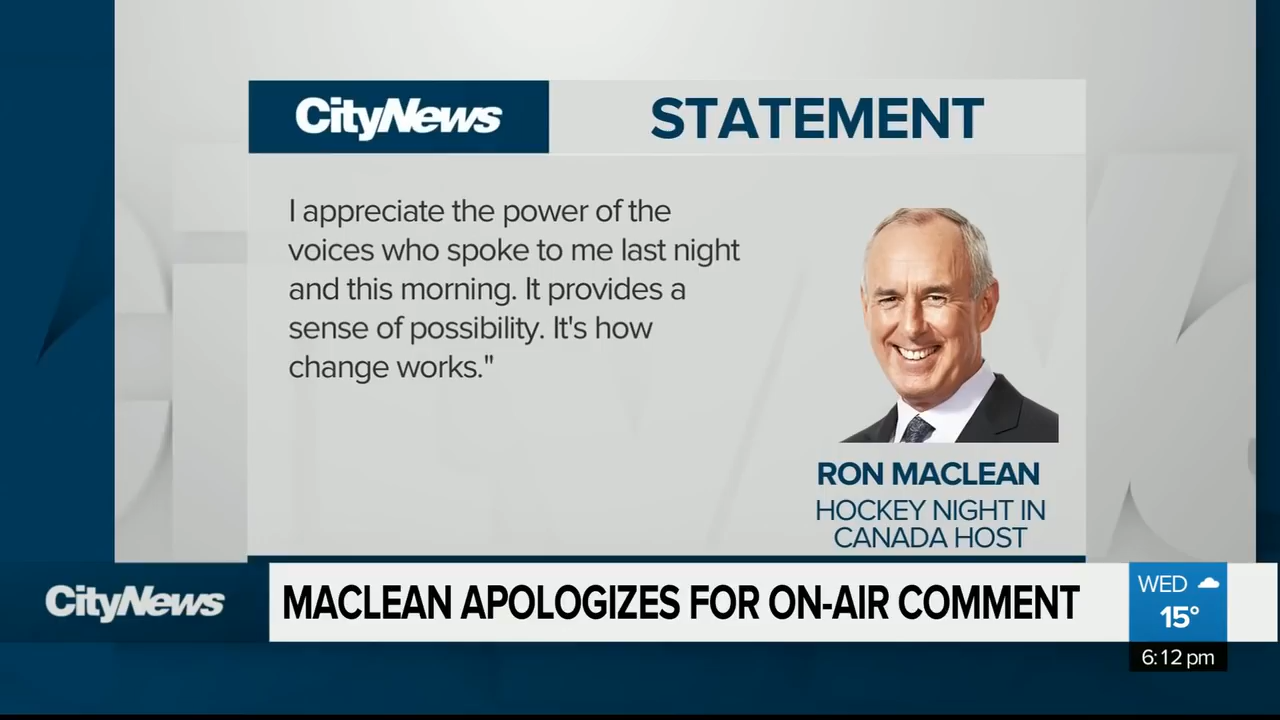 CityNews
STATEMENT
I appreciate the power of the
voices who spoke to me last night
and this morning. It provides a
sense of possibility. It's how
change works."
RON MACLEAN
HOCKEY NIGHT IN
CANADA HOST
CityNews
MACLEAN APOLOGIZES FOR ON-AIR COMMENT
WED
15°
6:12 pm